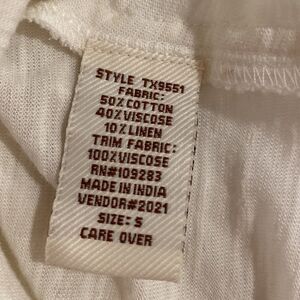 STYLE TX9551
FABRIC:
50%COTTON
40%VISCOSE
10%LINEN
TRIM FABRIC:
100%VISCOSE
RN#109283
MADE IN INDIA
VENDOR#2021
SIZE: S
CARE OVER